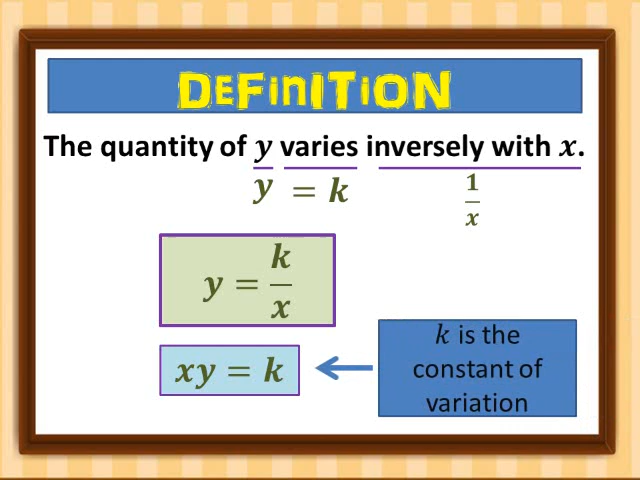 DEFinITiON
The quantity of y varies inversely with x.
y = k 1/x
y = k/x
xy = k
k is the
constant of
variation